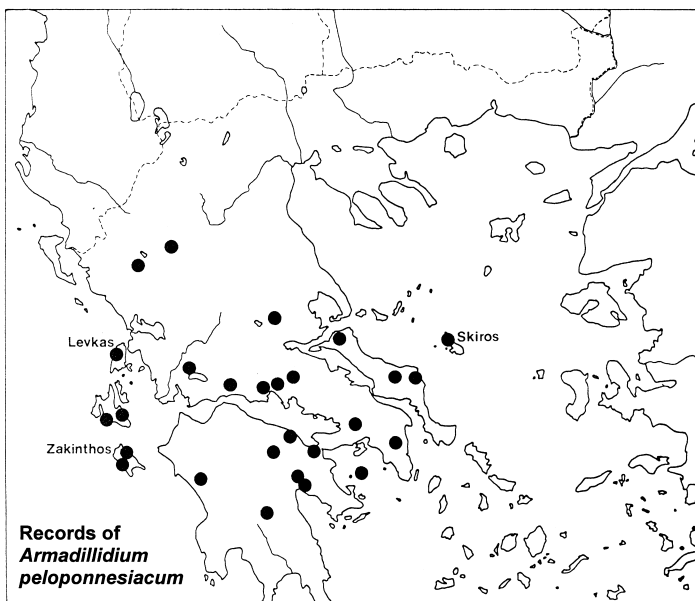 Levkas
Skiros
Zakinthos
Records of
Armadillidium
peloponnesiacum